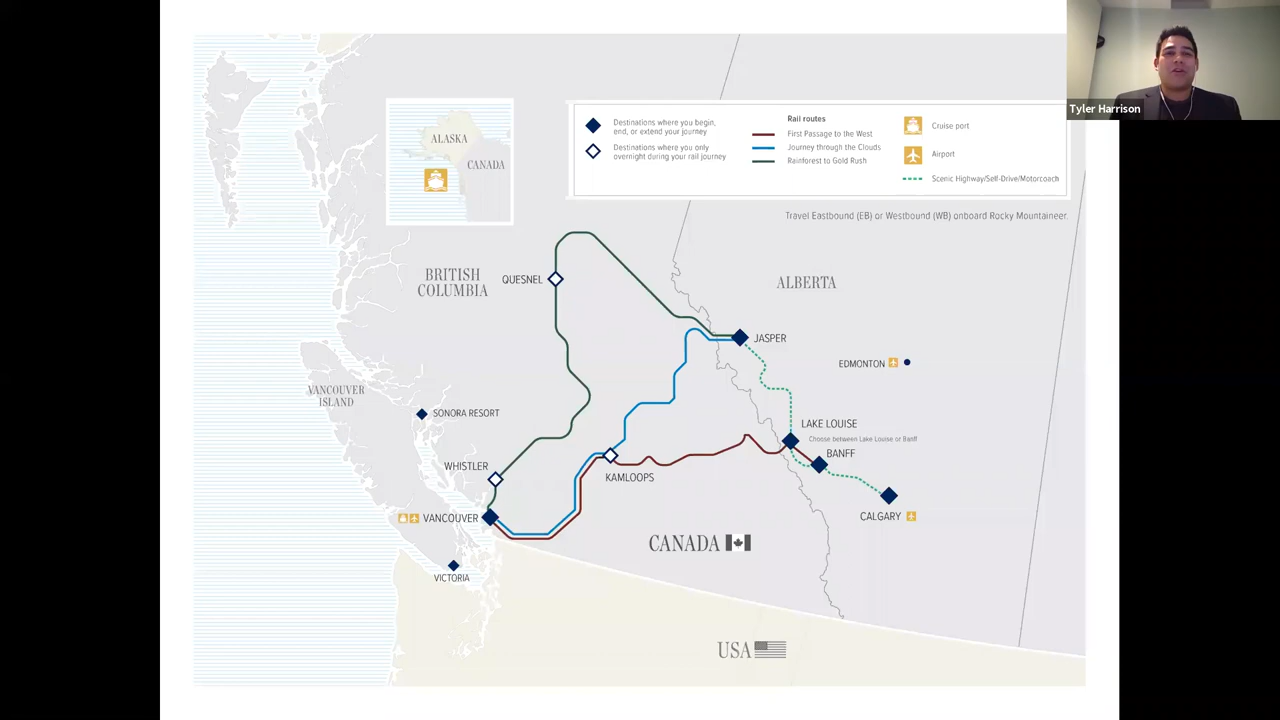 Tyler Harrison
ALASKA
CANADA
Destinations where you begin,
end, or extend your journey
Destinations where you only
overnight during your rail journey
Rail routes
First Passage to the West
Journey through the Clouds
Rainforest to Gold Rush
Cruise port
Airport
Scenic Highway/Self-Drive/Motorcoach
Travel Eastbound (EB) or Westbound (WB) onboard Rocky Mountaineer.
BRITISH
COLUMBIA
QUESNEL
ALBERTA
JASPER
EDMONTON
VANCOUVER
ISLAND
SONORA RESORT
LAKE LOUISE
Choose between Lake Louise or Banff
BANFF
WHISTLER
KAMLOOPS
VANCOUVER
CALGARY
CANADA
VICTORIA
USA